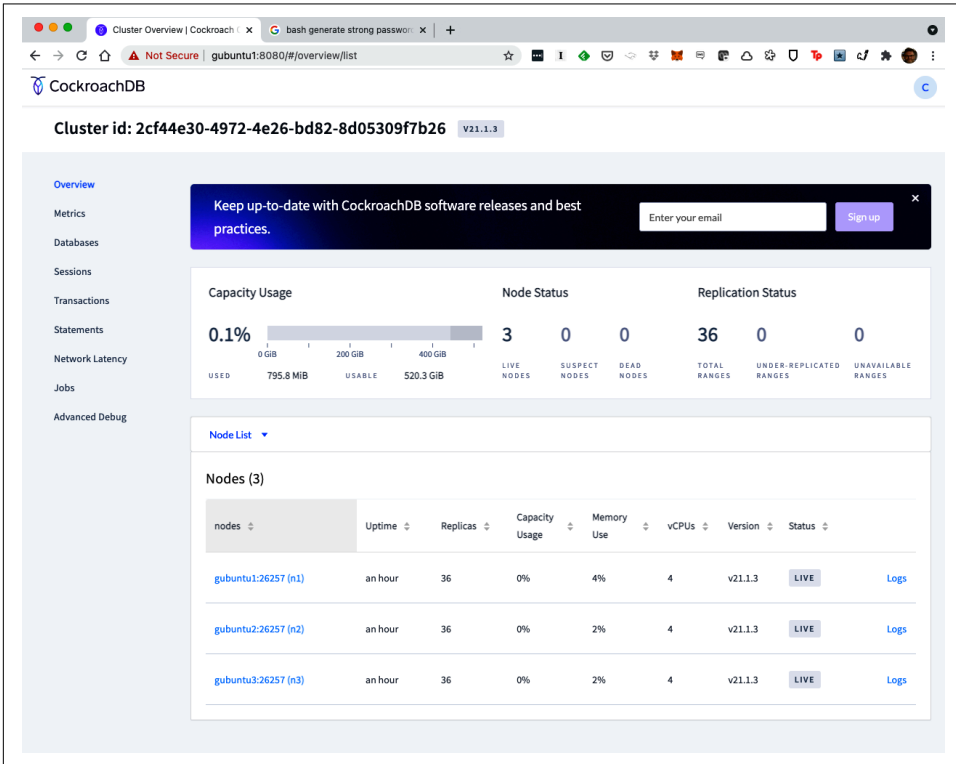 Cluster Overview | Cockroach
bash generate strong password
Not Secure | gubuntu1:8080/#/overview/list
CockroachDB
C
Cluster id: 2cf44e30-4972-4e26-bd82-8d05309f7b26 V21.1.3
Overview
Metrics
Databases
Sessions
Transactions
Statements
Network Latency
Jobs
Advanced Debug
Keep up-to-date with CockroachDB software releases and best
practices.
Enter your email
Sign up
Capacity Usage
0.1%
0 GiB 200 GiB 400 GiB
USED 795.8 MiB USABLE 520.3 GiB
Node Status
3 0 0
LIVE SUSPECT DEAD
NODES NODES NODES
Replication Status
36 0 0
TOTAL UNDER-REPLICATED UNAVAILABLE
RANGES RANGES RANGES
Node List
Nodes (3)
nodes Uptime Replicas Capacity Usage Memory Use vCPUs Version Status
gubuntu1:26257 (n1) an hour 36 0% 4% 4 v21.1.3 LIVE Logs
gubuntu2:26257 (n2) an hour 36 0% 2% 4 v21.1.3 LIVE Logs
gubuntu3:26257 (n3) an hour 36 0% 2% 4 v21.1.3 LIVE Logs